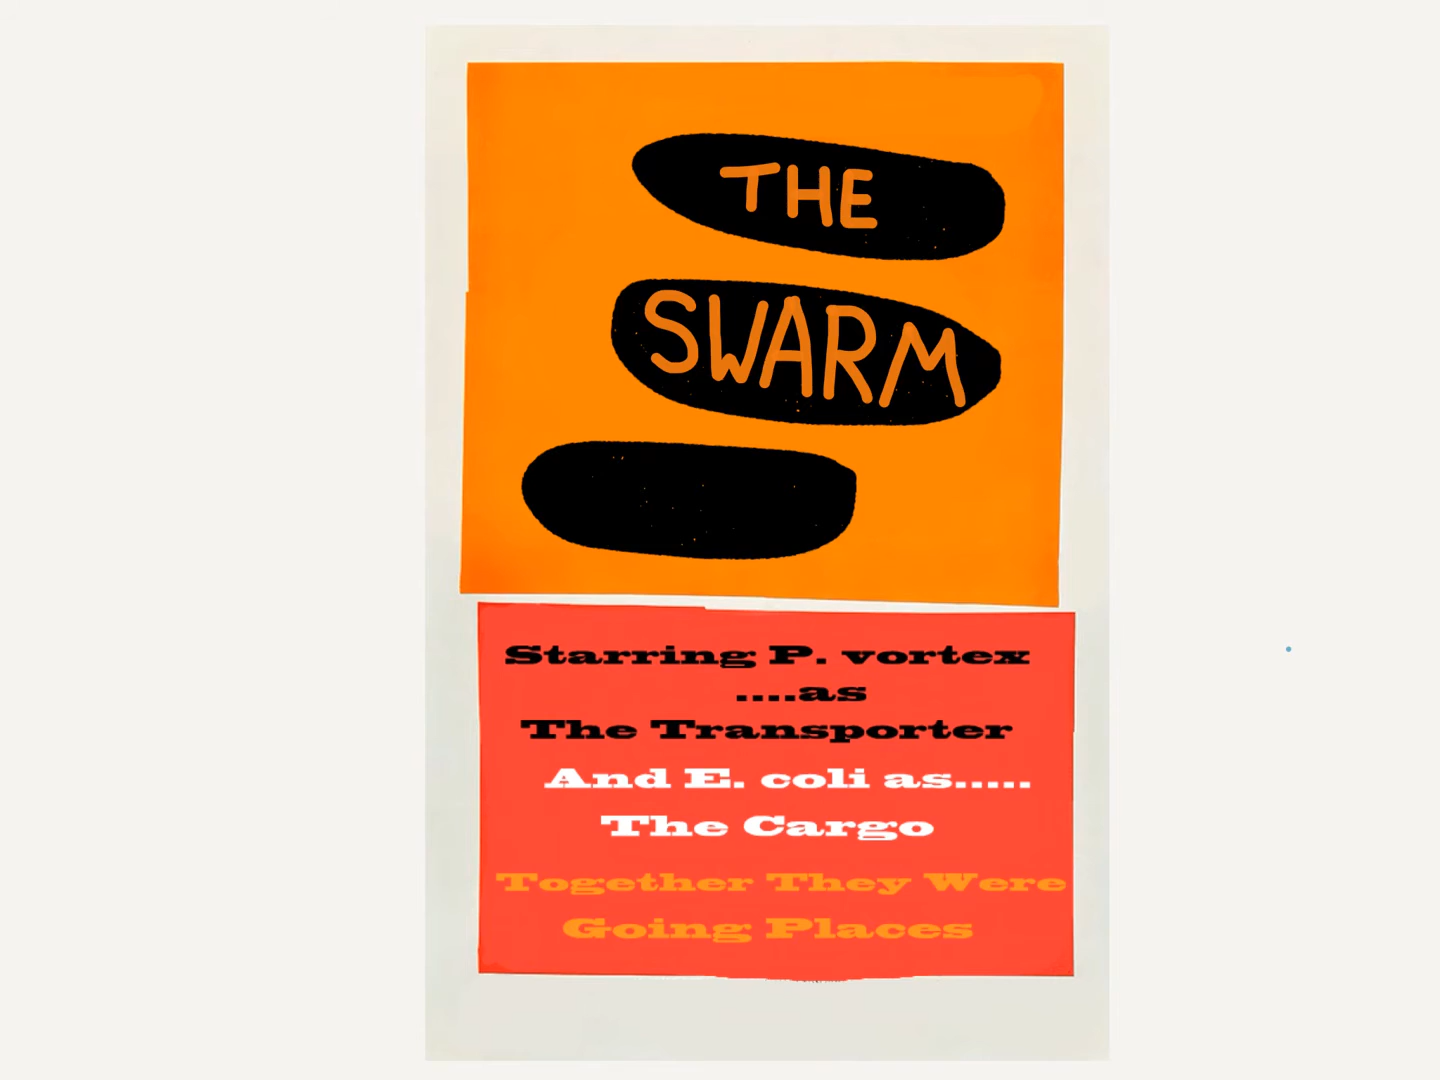 THE
SWARM
Starring P. vortex
....as
The Transporter
And E. coli as.....
The Cargo
Together They Were
Going Places